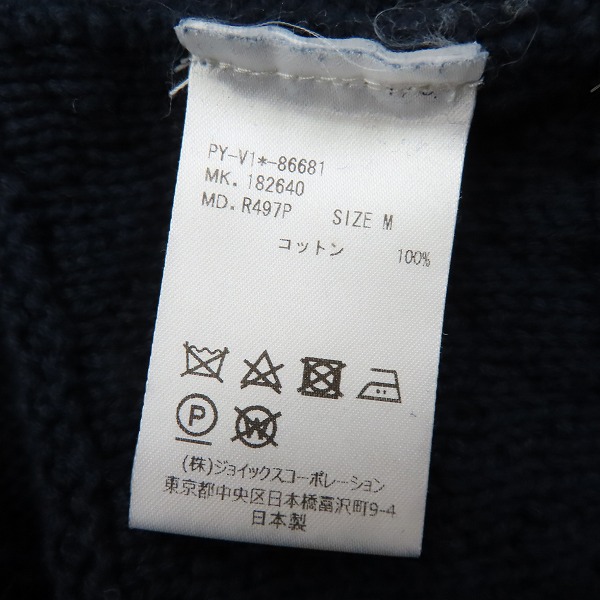 PY-V1*-86681
MK. 182640
MD. R497P SIZE M
コットン 100%
P
W
(株)ジョイックスコーポレーション
東京都中央区日本橋富沢町9-4
日本製